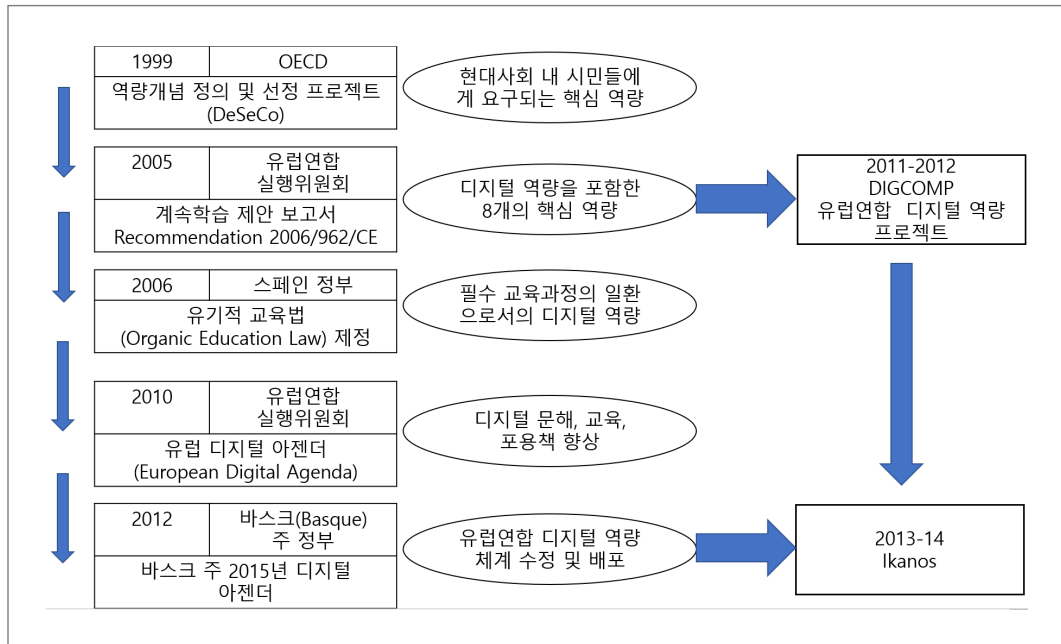 1999 OECD
역량개념 정의 및 선정 프로젝트
(DeSeCo)
현대사회 내 시민들에
게 요구되는 핵심 역량
2005 유럽연합
실행위원회
계속학습 제안 보고서
Recommendation 2006/962/CE
디지털 역량을 포함한
8개의 핵심 역량
2011-2012
DIGCOMP
유럽연합 디지털 역량
프로젝트
2006 스페인 정부
유기적 교육법
(Organic Education Law) 제정
필수 교육과정의 일환
으로서의 디지털 역량
2010 유럽연합
실행위원회
유럽 디지털 아젠더
(European Digital Agenda)
디지털 문해, 교육,
포용책 향상
2012 바스크(Basque)
주 정부
바스크 주 2015년 디지털
아젠더
유럽연합 디지털 역량
체계 수정 및 배포
2013-14
Ikanos